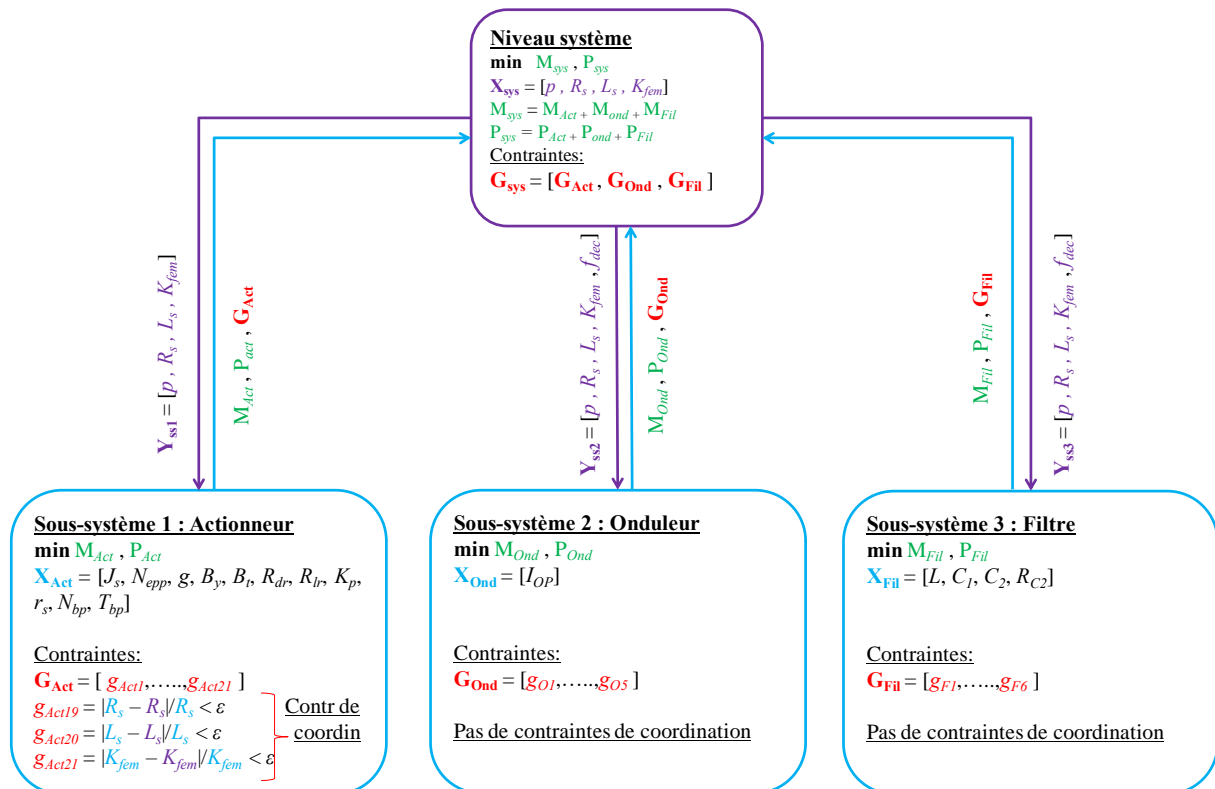 Niveau système
min M_sys , P_sys
X_sys = [p , R_s , L_s , K_fem]
M_sys = M_Act + M_ond + M_Fil
P_sys = P_Act + P_ond + P_Fil
Contraintes:
G_sys = [G_Act , G_Ond , G_Fil ]
Y_ss1 = [p , R_s , L_s , K_fem]
M_Act , P_act , G_Act
Y_ss2 = [p , R_s , L_s , K_fem , f_dec]
M_Ond , P_Ond , G_Ond
M_Fil , P_Fil , G_Fil
Y_ss3 = [p , R_s , L_s , K_fem , f_dec]
Sous-système 1 : Actionneur
min M_Act , P_Act
X_Act = [J_s, N_epp, g, B_y, B_t, R_dr, R_lr, K_p,
r_s, N_bp, T_bp]
Contraintes:
G_Act = [ g_Act1,…..,g_Act21 ]
g_Act19 = |R_s – R_s|/R_s < ε
g_Act20 = |L_s – L_s|/L_s < ε
g_Act21 = |K_fem – K_fem|/K_fem < ε
Contr de
coordin
Sous-système 2 : Onduleur
min M_Ond , P_Ond
X_Ond = [I_OP]
Contraintes:
G_Ond = [g_O1,…..,g_O5 ]
Pas de contraintes de coordination
Sous-système 3 : Filtre
min M_Fil , P_Fil
X_Fil = [L, C_1, C_2, R_C2]
Contraintes:
G_Fil = [g_F1,…..,g_F6 ]
Pas de contraintes de coordination